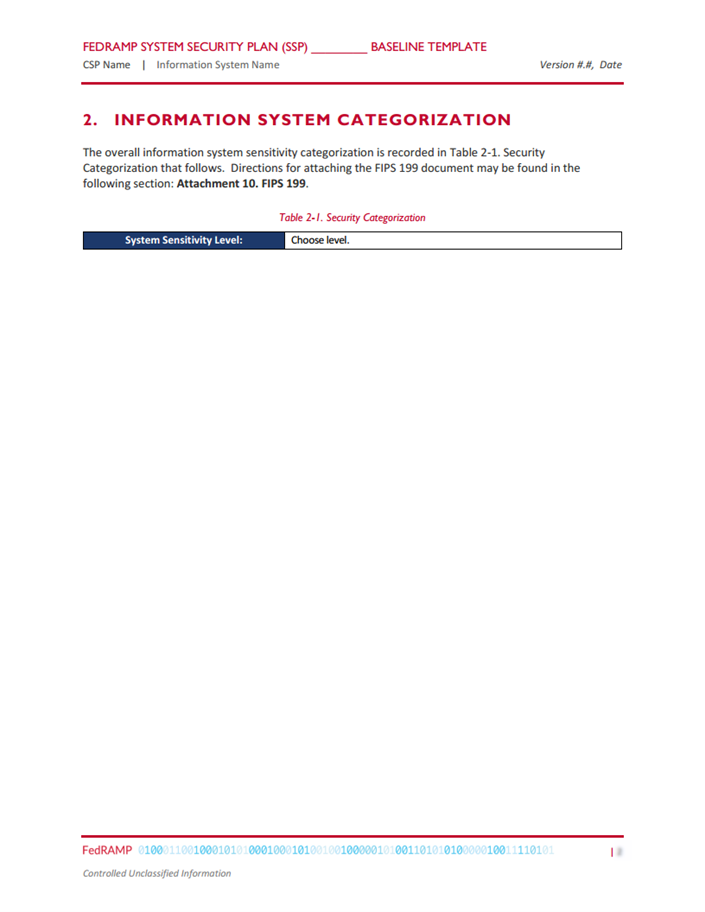 FEDRAMP SYSTEM SECURITY PLAN (SSP) _________ BASELINE TEMPLATE
CSP Name | Information System Name Version #.#, Date
2. INFORMATION SYSTEM CATEGORIZATION
The overall information system sensitivity categorization is recorded in Table 2-1. Security
Categorization that follows. Directions for attaching the FIPS 199 document may be found in the
following section: Attachment 10. FIPS 199.
Table 2-1. Security Categorization
System Sensitivity Level: Choose level.
FedRAMP 01000110010001010100010001010010010000010100110101010000010011110101 |
Controlled Unclassified Information